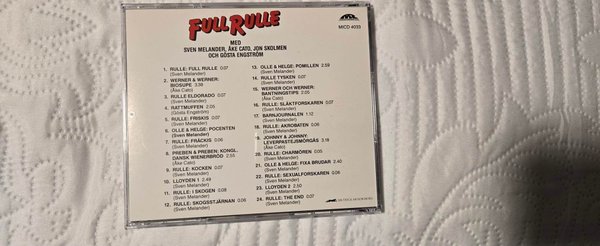 FULL RULLE
MED
SVEN MELANDER, ÅKE CATO, JON SKOLMEN
OCH GÖSTA ENGSTRÖM
MICD 4033
1. RULLE: FULL RULLE 0.07
(Sven Melander)
2. WERNER & WERNER:
BIOSUPE 3.38
(Åke Cato)
3. RULLE ELDORADO 0.07
(Sven Melander)
4. RATTMUFFEN 2.05
(Gösta Engström)
5. RULLE: FRISKIS 0.07
(Sven Melander)
6. OLLE & HELGE: POCENTEN
(Sven Melander)
7. RULLE: FRÄCKIS 0.06
(Sven Melander)
8. PREBEN & PREBEN: KONGL.
DANSK WIENERBRÖD 2.55
(Åke Cato)
9. RULLE: KOCKEN 0.07
(Sven Melander)
10. LLOYDEN 1 2.49
(Sven Melander)
11. RULLE: I SKOGEN 0.08
(Sven Melander)
12. RULLE: SKOGSSTJÄRNAN 0.06
(Sven Melander)
13. OLLE & HELGE: POMILLEN 2.59
(Sven Melander)
14. RULLE TYSKEN 0.07
(Sven Melander)
15. WERNER OCH WERNER:
BANTNINGSTIPS 2.05
(Åke Cato)
16. RULLE: SLÄKTFORSKAREN 0.07
(Sven Melander)
17. BARNJOURNALEN 1.12
(Sven Melander)
18. RULLE: AKROBATEN 0.06
(Sven Melander)
19. JOHNNY & JOHNNY:
LEVERPASTEJSMÖRGÅS 3.18
(Åke Cato)
20. RULLE: CHARMÖREN 0.05
(Sven Melander)
21. OLLE & HELGE: FIXA BRUDAR 2.40
(Sven Melander)
22. RULLE: SEXUALFORSKAREN 0.06
(Sven Melander)
23. LLOYDEN 2 2.50
(Sven Melander)
24. RULLE: THE END 0.07
(Sven Melander)